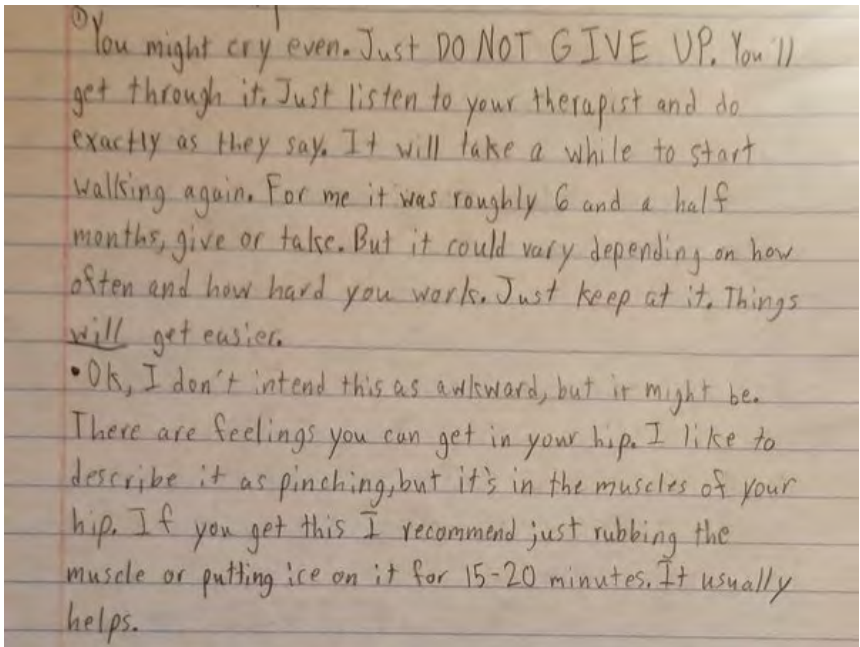 ① You might cry even. Just DO NOT GIVE UP. You'll
get through it. Just listen to your therapist and do
exactly as they say. It will take a while to start
walking again. For me it was roughly 6 and a half
months, give or take. But it could vary depending on how
often and how hard you work. Just keep at it. Things
will get easier.
• Ok, I don't intend this as awkward, but it might be.
There are feelings you can get in your hip. I like to
describe it as pinching, but it's in the muscles of your
hip. If you get this I recommend just rubbing the
muscle or putting ice on it for 15-20 minutes. It usually
helps.